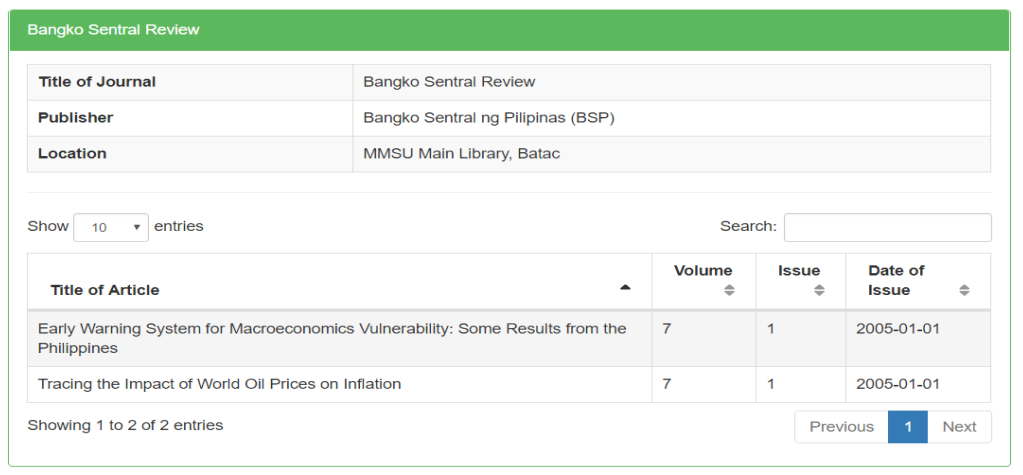 Bangko Sentral Review
Title of Journal Bangko Sentral Review
Publisher Bangko Sentral ng Pilipinas (BSP)
Location MMSU Main Library, Batac
Show 10 entries Search:
Title of Article Volume Issue Date of Issue
Early Warning System for Macroeconomics Vulnerability: Some Results from the 7 1 2005-01-01
Philippines
Tracing the Impact of World Oil Prices on Inflation 7 1 2005-01-01
Showing 1 to 2 of 2 entries Previous 1 Next